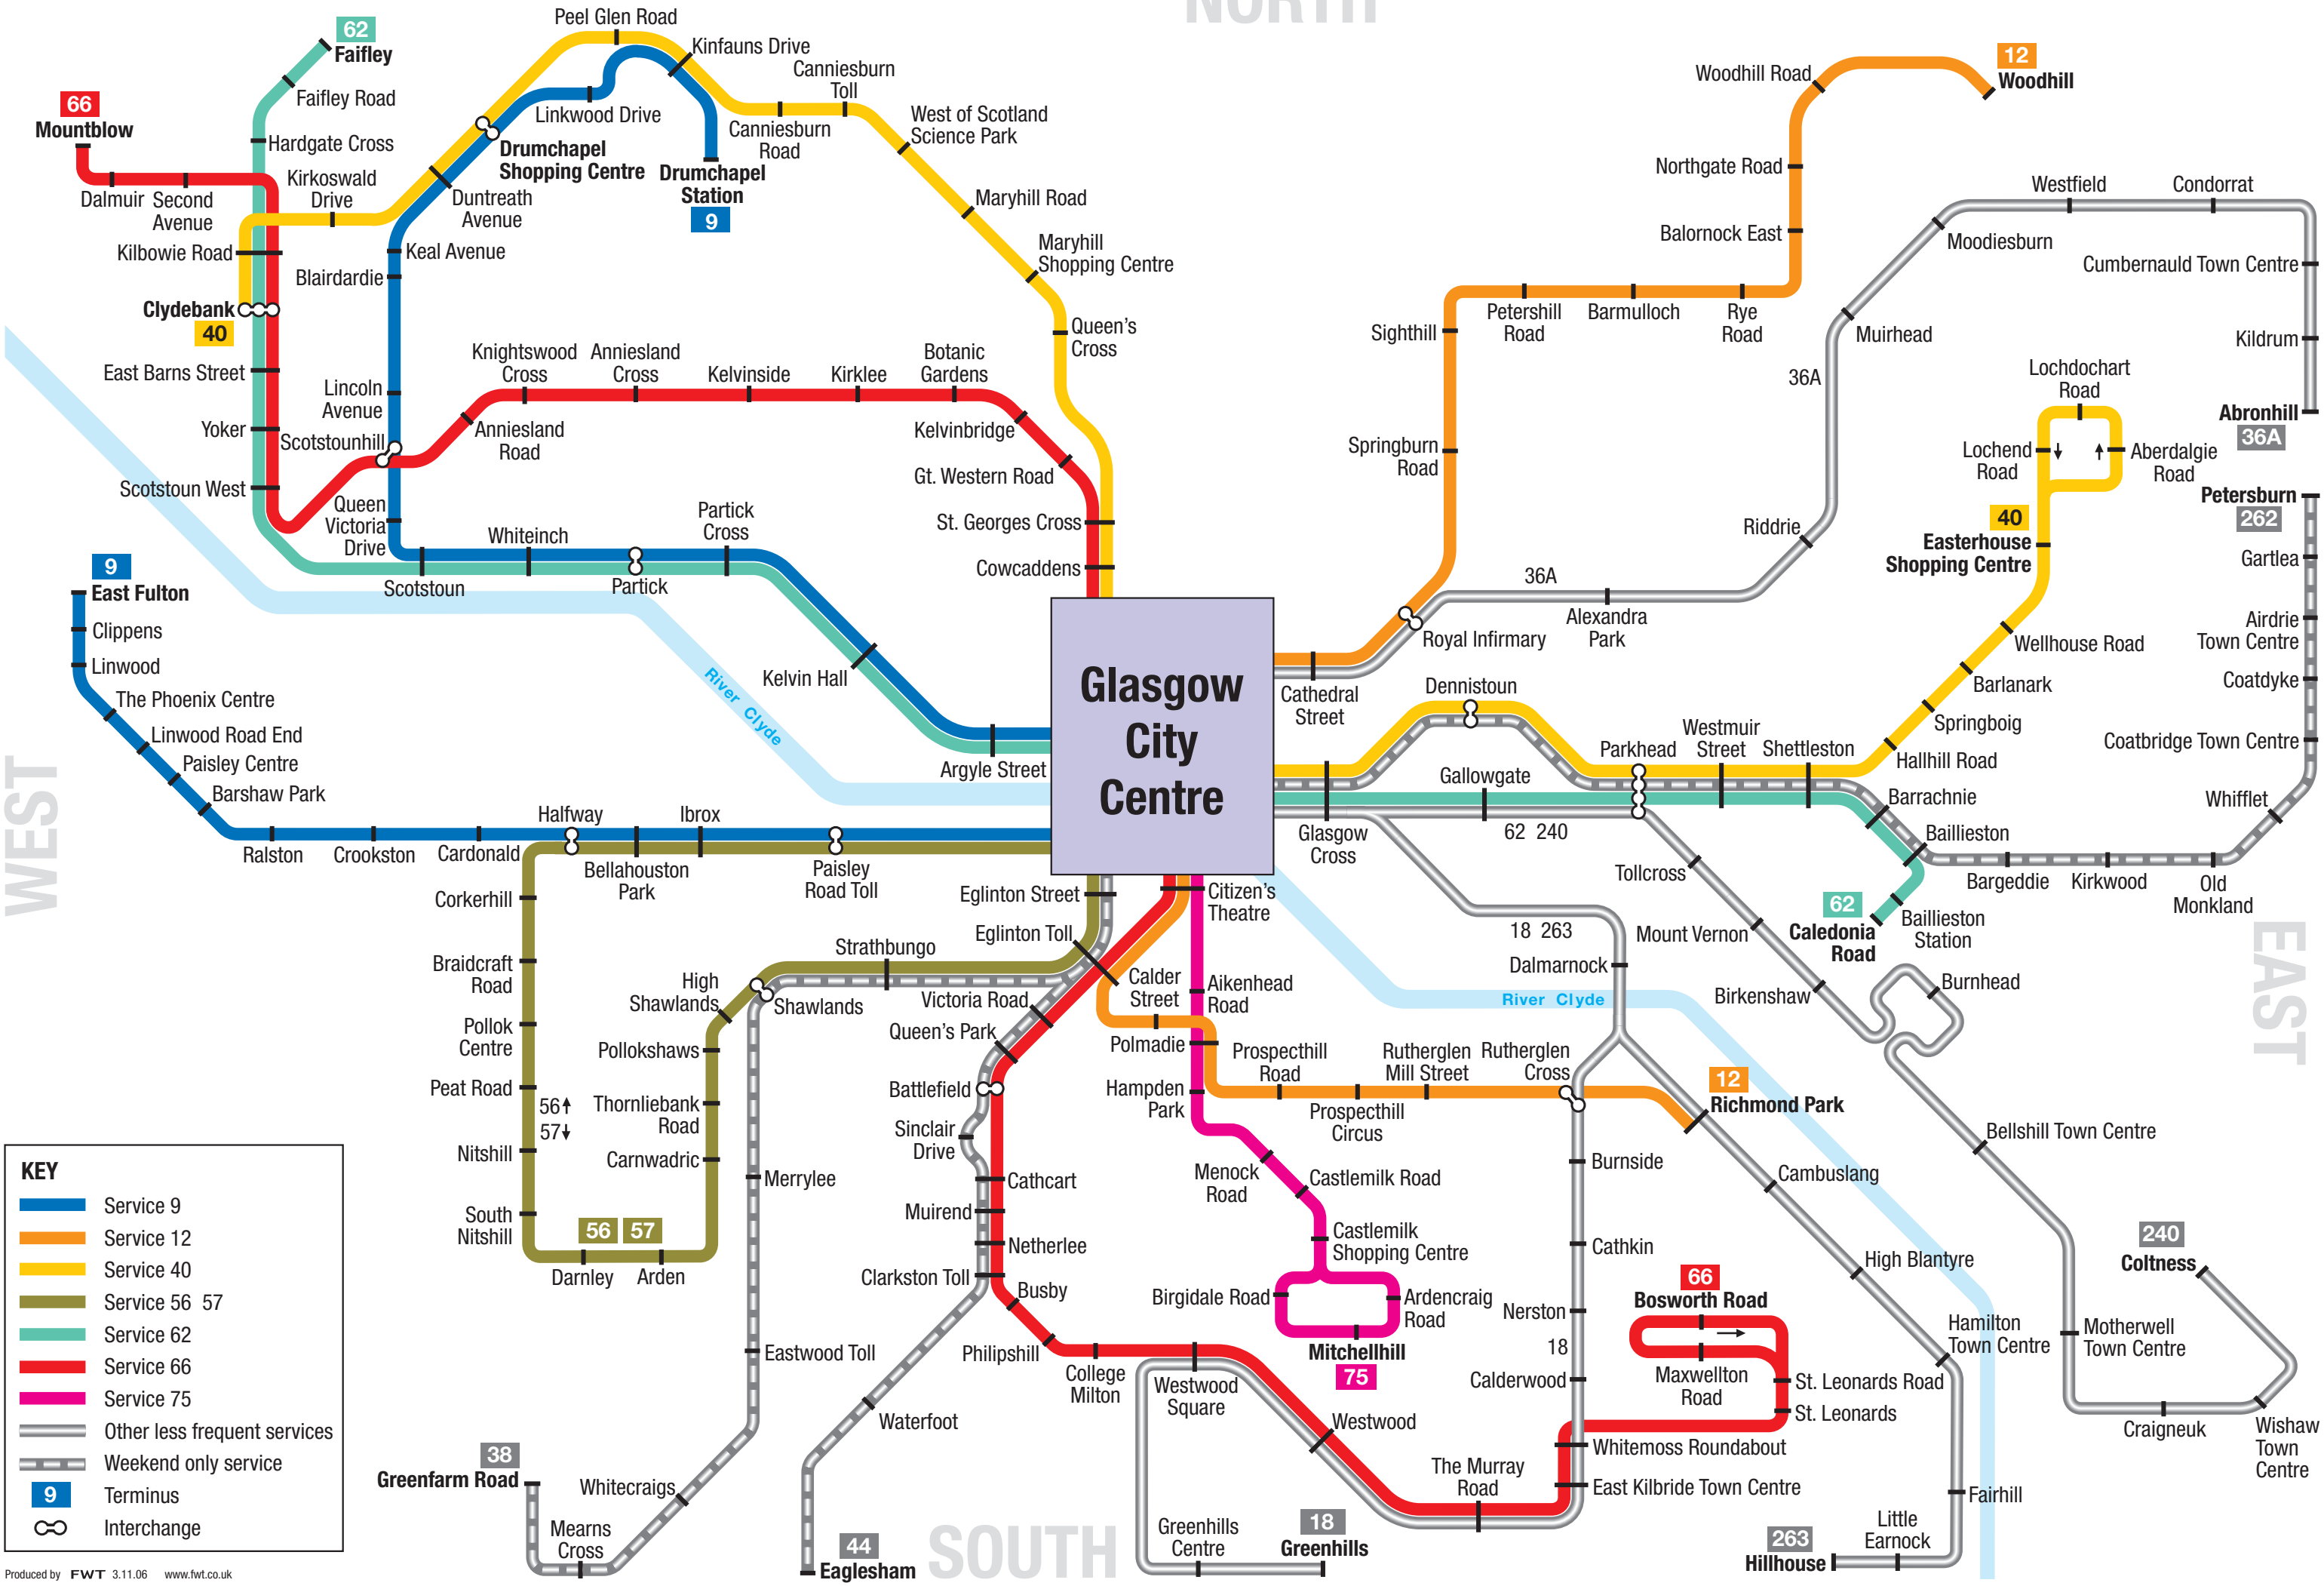 NORTH
62
Faifley
Faifley Road
Hardgate Cross
66
Mountblow
Dalmuir
Second
Avenue
Kirkoswald
Drive
Kilbowie Road
Clydebank
40
East Barns Street
Yoker
Scotstoun West
Peel Glen Road
Kinfauns Drive
Linkwood Drive
Drumchapel
Shopping Centre
Drumchapel
Station
9
Duntreath
Avenue
Keal Avenue
Blairdardie
Lincoln
Avenue
Scotstounhill
Queen
Victoria
Drive
Canniesburn
Toll
Canniesburn
Road
West of Scotland
Science Park
Maryhill Road
Maryhill
Shopping Centre
Queen's
Cross
Anniesland
Road
Knightswood
Cross
Anniesland
Cross
Kelvinside
Kirklee
Botanic
Gardens
Kelvinbridge
Gt. Western Road
St. Georges Cross
Cowcaddens
Scotstoun
Whiteinch
Partick
Partick
Cross
Kelvin Hall
Argyle Street
River Clyde
Glasgow
City
Centre
WEST
9
East Fulton
Clippens
Linwood
The Phoenix Centre
Linwood Road End
Paisley Centre
Barshaw Park
Ralston
Crookston
Cardonald
Halfway
Bellahouston
Park
Ibrox
Paisley
Road Toll
Corkerhill
Braidcraft
Road
Pollok
Centre
Peat Road
56
57
Nitshill
South
Nitshill
56
57
Darnley
Arden
Carnwadric
Thornliebank
Road
Pollokshaws
High
Shawlands
Shawlands
Strathbungo
Eglinton Toll
Eglinton Street
Merrylee
Eastwood Toll
Whitecraigs
Mearns
Cross
38
Greenfarm Road
Victoria Road
Queen's Park
Battlefield
Sinclair
Drive
Cathcart
Muirend
Netherlee
Clarkston Toll
Waterfoot
44
Eaglesham
Busby
Philipshill
College
Milton
Westwood
Square
Westwood
The Murray
Road
Greenhills
Centre
18
Greenhills
Citizen's
Theatre
Calder
Street
Aikenhead
Road
Polmadie
Hampden
Park
Prospecthill
Road
Prospecthill
Circus
Rutherglen
Mill Street
Rutherglen
Cross
Menock
Road
Castlemilk Road
Castlemilk
Shopping Centre
Birgidale Road
Ardencraig
Road
Mitchellhill
75
12
Richmond Park
Burnside
Cathkin
Nerston
18
Calderwood
Whitemoss Roundabout
East Kilbride Town Centre
66
Bosworth Road
Maxwellton
Road
St. Leonards Road
St. Leonards
12
Woodhill
Woodhill Road
Northgate Road
Balornock East
Rye
Road
Barmulloch
Petershill
Road
Sighthill
Springburn
Road
Royal Infirmary
Cathedral
Street
36A
Alexandra
Park
Riddrie
36A
Muirhead
Moodiesburn
Westfield
Condorrat
Cumbernauld Town Centre
Kildrum
Abronhill
36A
Lochdochart
Road
Lochend
Road
Aberdalgie
Road
40
Easterhouse
Shopping Centre
Wellhouse Road
Barlanark
Springboig
Hallhill Road
Petersburn
262
Gartlea
Airdrie
Town Centre
Coatdyke
Coatbridge Town Centre
Whifflet
Old
Monkland
Kirkwood
Bargeddie
Baillieston
Barrachnie
Shettleston
Westmuir
Street
Parkhead
Dennistoun
Gallowgate
Glasgow
Cross
62 240
62
Caledonia
Road
Baillieston
Station
18 263
Dalmarnock
River Clyde
Tollcross
Mount Vernon
Birkenshaw
Burnhead
Bellshill Town Centre
Motherwell
Town Centre
Craigneuk
Wishaw
Town
Centre
240
Coltness
Cambuslang
High Blantyre
Hamilton
Town Centre
Fairhill
Little
Earnock
263
Hillhouse
EAST
SOUTH
KEY
Service 9
Service 12
Service 40
Service 56 57
Service 62
Service 66
Service 75
Other less frequent services
Weekend only service
9
Terminus
Interchange
Produced by FWT 3.11.06 www.fwt.co.uk